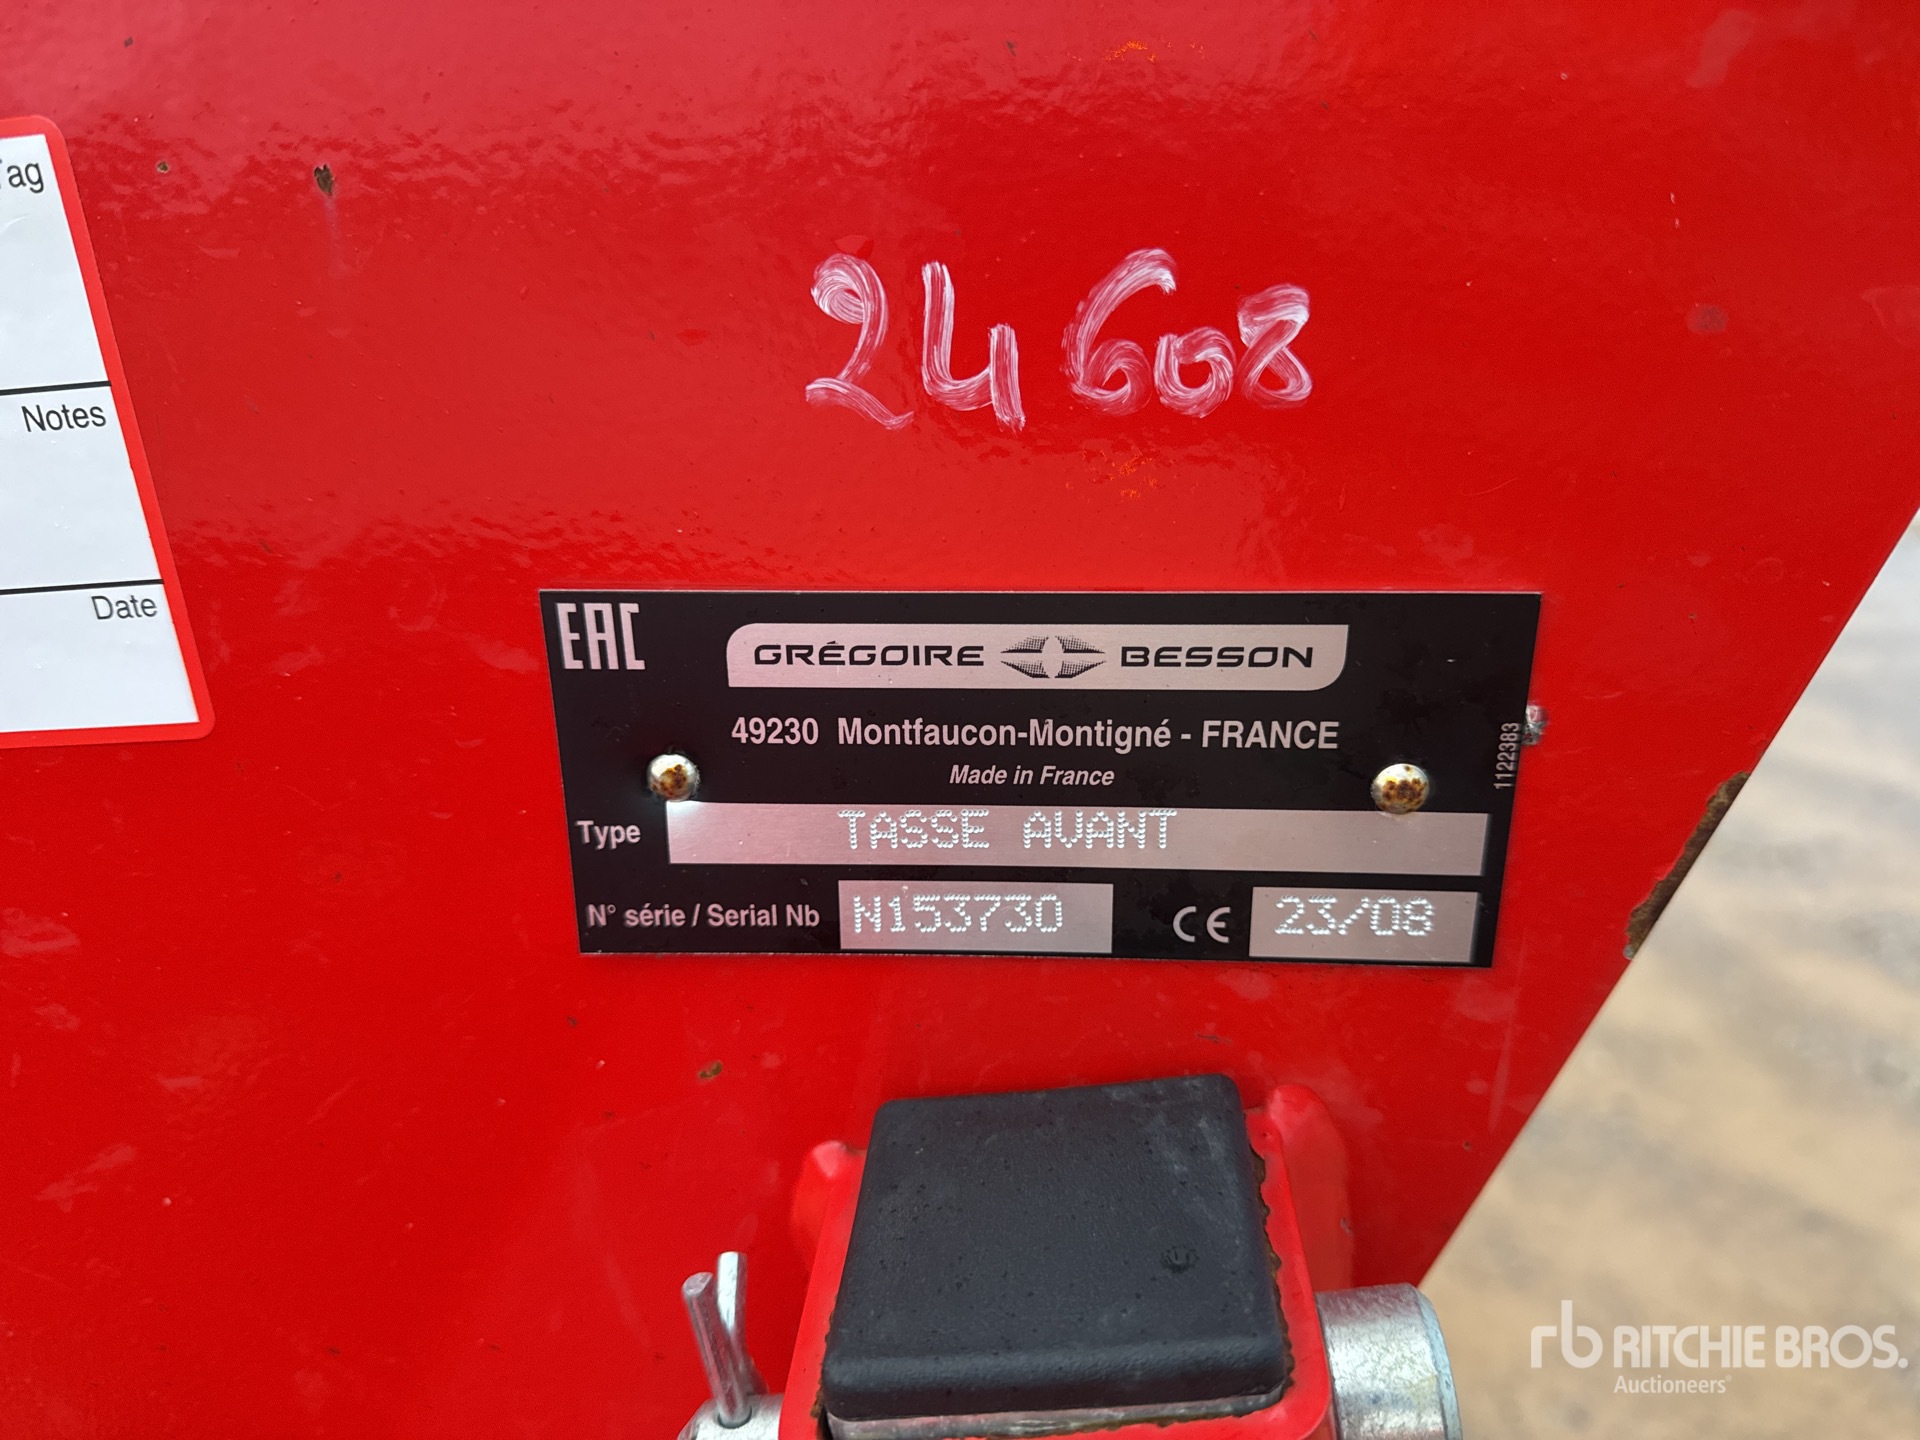 Tag
Notes
Date
24608
EAC
GRÉGOIRE BESSON
49230 Montfaucon-Montigné - FRANCE
Made in France
1122383
Type TASSE AVANT
N° série / Serial Nb N153730 CE 23/08
rb RITCHIE BROS.
Auctioneers